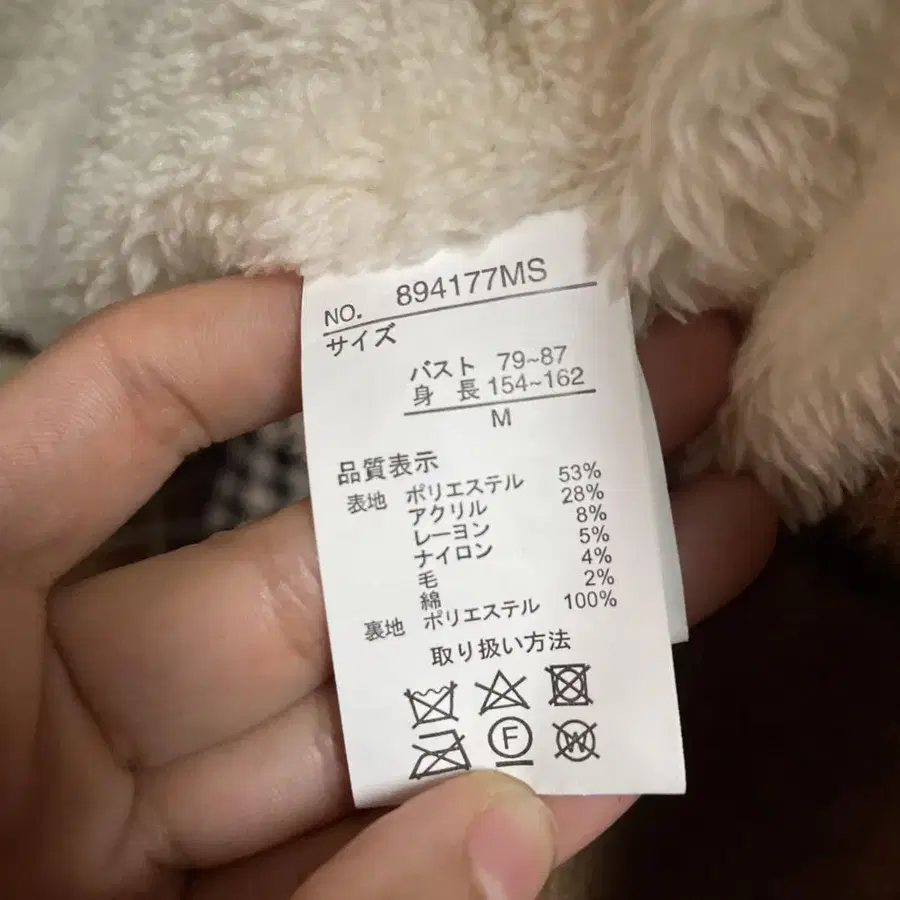 NO. 894177MS
サイズ
バスト 79~87
身 長 154~162
M
品質表示
表地 ポリエステル 53%
アクリル 28%
レーヨン 8%
ナイロン 5%
毛 4%
綿 2%
裏地 ポリエステル 100%
取り扱い方法
F W